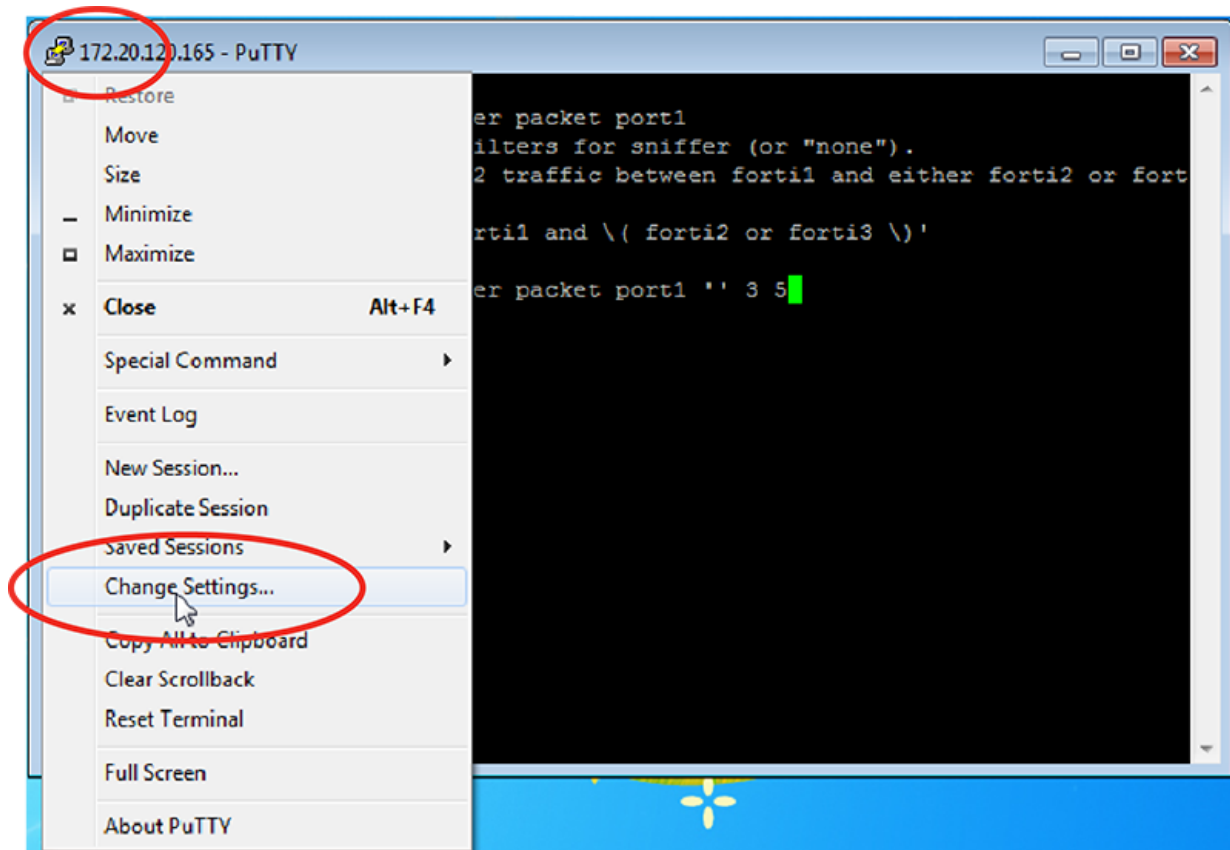 172.20.120.165 - PuTTY
Restore
Move
Size
Minimize
Maximize
Close Alt+F4
Special Command
Event Log
New Session...
Duplicate Session
Saved Sessions
Change Settings...
Copy All to Clipboard
Clear Scrollback
Reset Terminal
Full Screen
About PuTTY
er packet port1
ilters for sniffer (or "none").
2 traffic between forti1 and either forti2 or fort
rti1 and \( forti2 or forti3 \)'
er packet port1 '' 3 5